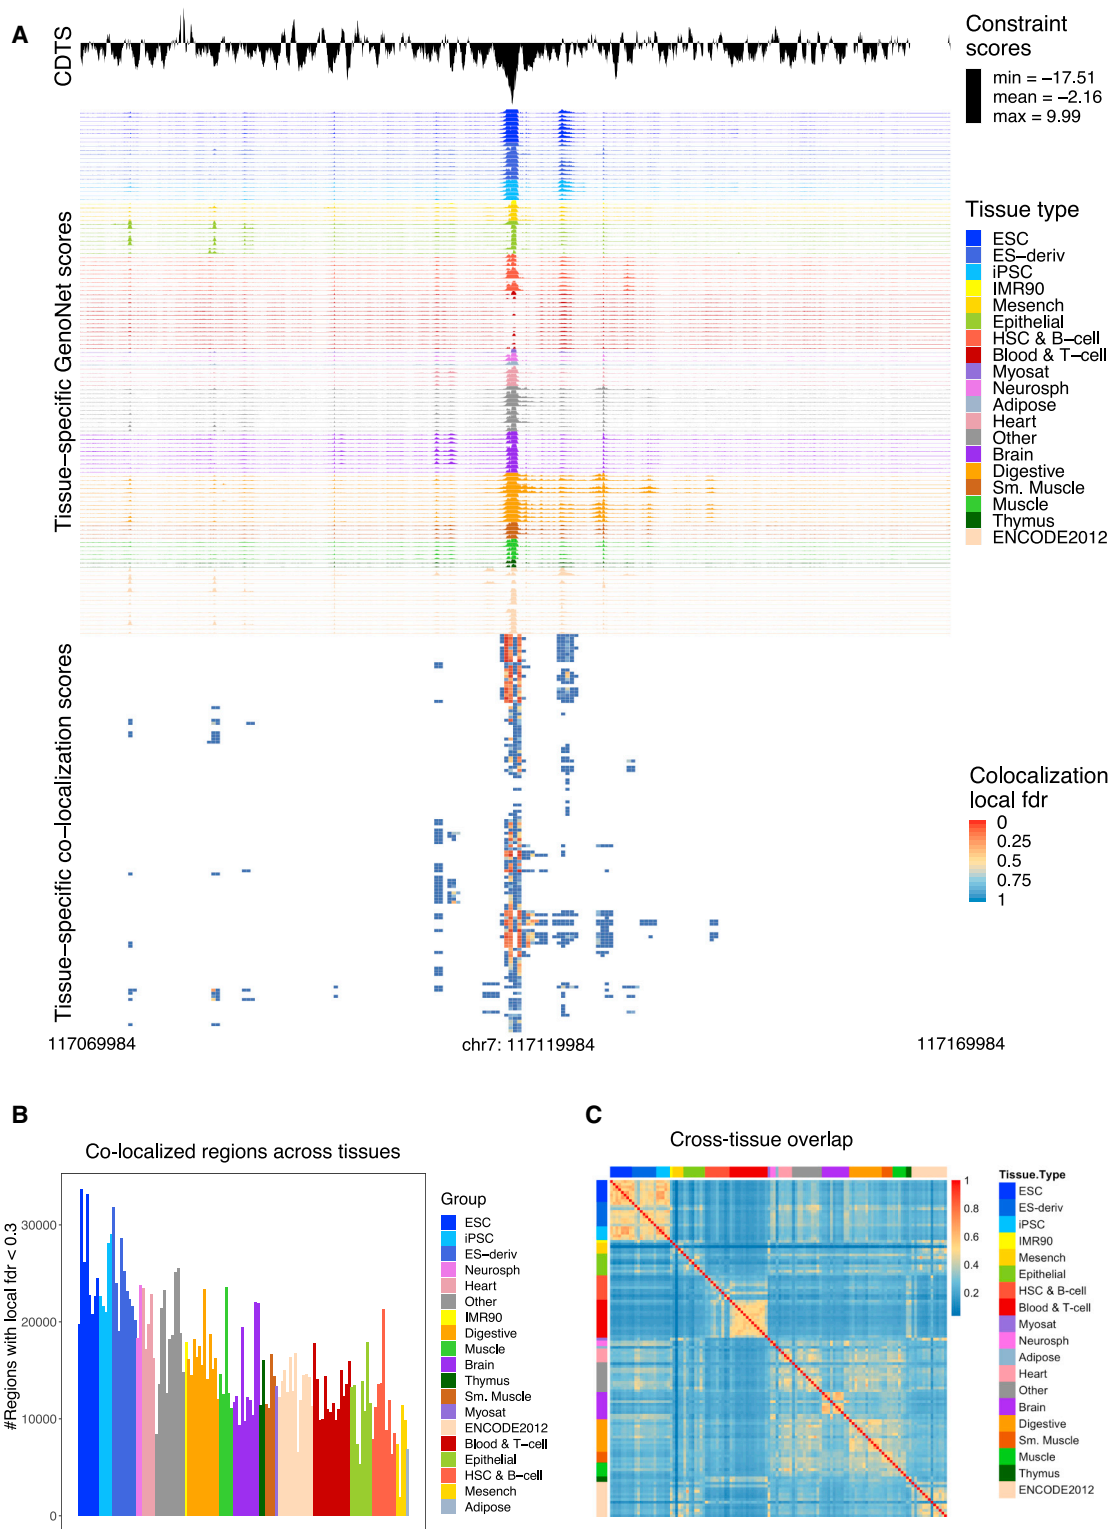 A
CDTS
Constraint
scores
min = −17.51
mean = −2.16
max = 9.99
Tissue−specific GenoNet scores
Tissue type
ESC
ES−deriv
iPSC
IMR90
Mesench
Epithelial
HSC & B−cell
Blood & T−cell
Myosat
Neurosph
Adipose
Heart
Other
Brain
Digestive
Sm. Muscle
Muscle
Thymus
ENCODE2012
Tissue−specific co−localization scores
Colocalization
local fdr
0
0.25
0.5
0.75
1
117069984
chr7: 117119984
117169984
B
Co−localized regions across tissues
#Regions with local fdr < 0.3
30000
20000
10000
0
Group
ESC
iPSC
ES−deriv
Neurosph
Heart
Other
IMR90
Digestive
Muscle
Brain
Thymus
Sm. Muscle
Myosat
ENCODE2012
Blood & T−cell
Epithelial
HSC & B−cell
Mesench
Adipose
C
Cross−tissue overlap
1
0.8
0.6
0.4
0.2
Tissue.Type
ESC
ES−deriv
iPSC
IMR90
Mesench
Epithelial
HSC & B−cell
Blood & T−cell
Myosat
Neurosph
Adipose
Heart
Other
Brain
Digestive
Sm. Muscle
Muscle
Thymus
ENCODE2012